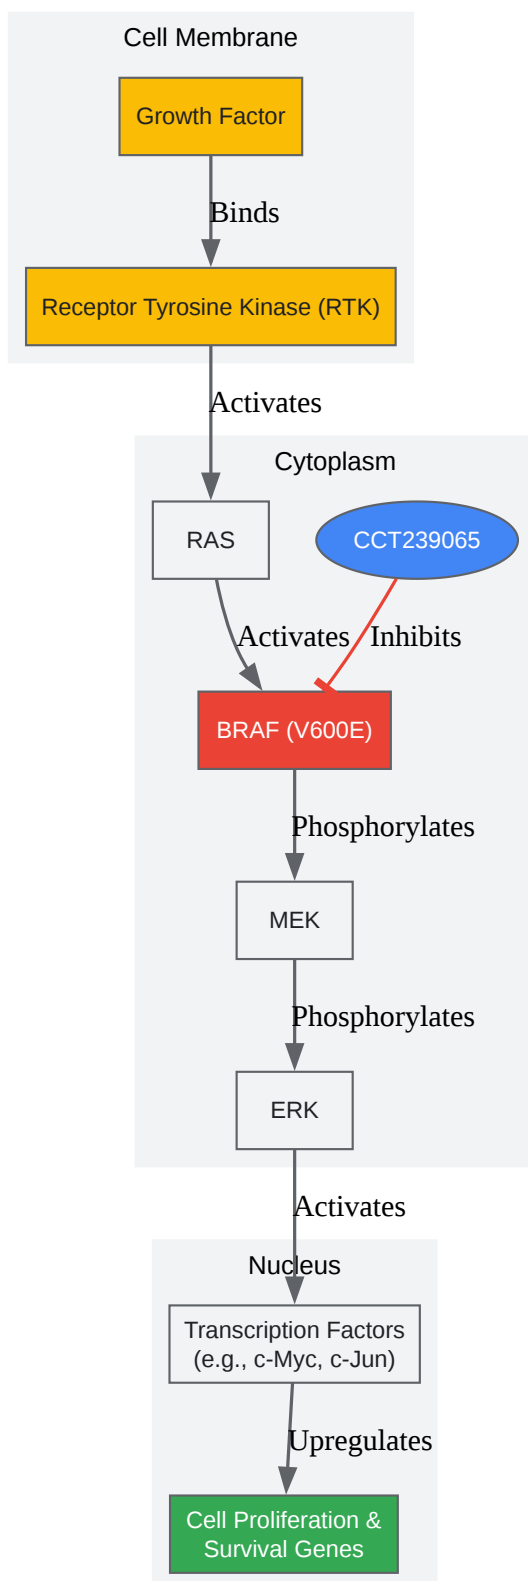 Cell Membrane
Growth Factor
Binds
Receptor Tyrosine Kinase (RTK)
Activates
Cytoplasm
RAS
CCT239065
Activates
Inhibits
BRAF (V600E)
Phosphorylates
MEK
Phosphorylates
ERK
Activates
Nucleus
Transcription Factors
(e.g., c-Myc, c-Jun)
Upregulates
Cell Proliferation &
Survival Genes